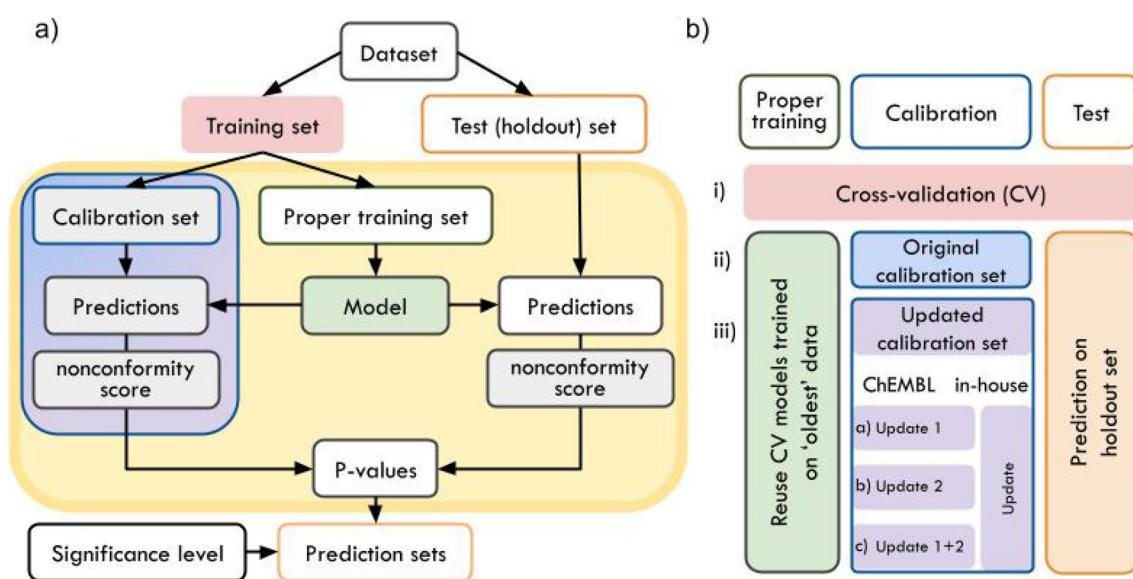 a)
Dataset
Training set
Test (holdout) set
Calibration set
Proper training set
Predictions
Model
Predictions
nonconformity
score
nonconformity
score
P-values
Significance level
Prediction sets
b)
Proper
training
Calibration
Test
i)
Cross-validation (CV)
ii)
Reuse CV models trained
on ‘oldest’ data
Original
calibration set
iii)
Updated
calibration set
ChEMBL
in-house
a) Update 1
b) Update 2
c) Update 1+2
Update
Prediction on
holdout set